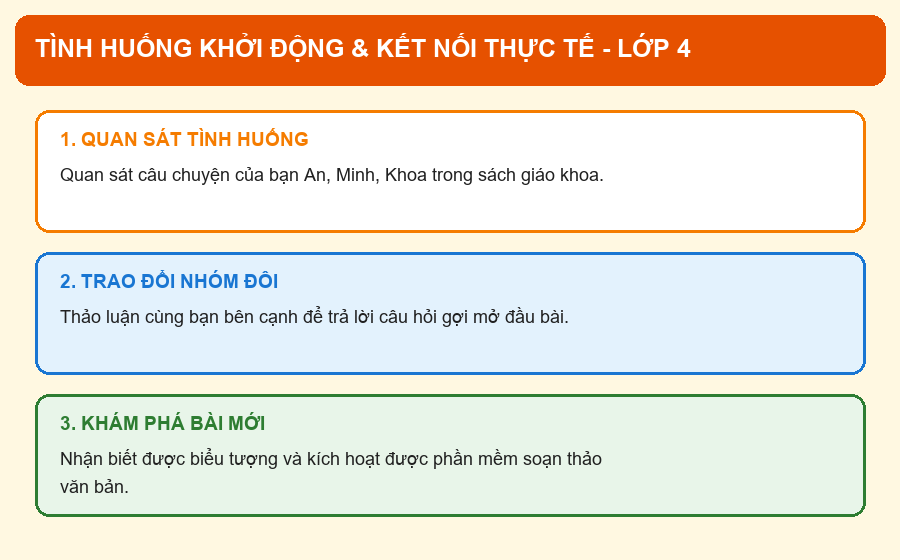 TÌNH HUỐNG KHỞI ĐỘNG & KẾT NỐI THỰC TẾ - LỚP 4
1. QUAN SÁT TÌNH HUỐNG
Quan sát câu chuyện của bạn An, Minh, Khoa trong sách giáo khoa.
2. TRAO ĐỔI NHÓM ĐÔI
Thảo luận cùng bạn bên cạnh để trả lời câu hỏi gợi mở đầu bài.
3. KHÁM PHÁ BÀI MỚI
Nhận biết được biểu tượng và kích hoạt được phần mềm soạn thảo
văn bản.